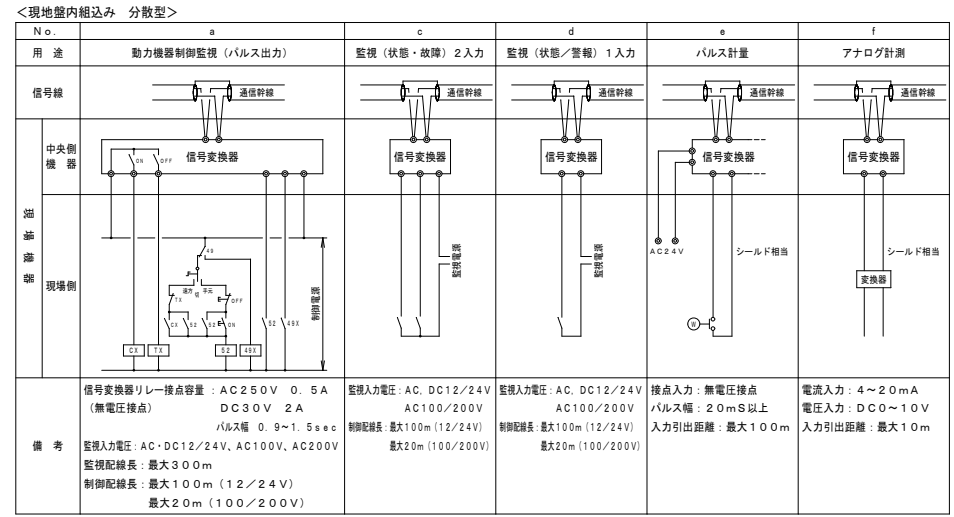 ＜現地盤内組込み　分散型＞
Ｎｏ．　a　c　d　e　f
用　途　動力機器制御監視（パルス出力）　監視（状態・故障）２入力　監視（状態／警報）１入力　パルス計量　アナログ計測
信号線　通信幹線　通信幹線　通信幹線　通信幹線　通信幹線
現場機器
中央側機器　ON　OFF　信号変換器　信号変換器　信号変換器　信号変換器　信号変換器
現場側
49
遠方　切　手元
TX　OFF
CX　52　52　ON　52　49X
CX　TX　52　49X
制御電源
監視電源
監視電源
ＡＣ２４Ｖ　シールド相当
W
シールド相当
変換器
備　考
信号変換器リレー接点容量：ＡＣ２５０Ｖ　０．５Ａ
（無電圧接点）　ＤＣ３０Ｖ　２Ａ
パルス幅　０．９～１．５sec
監視入力電圧：ＡＣ・ＤＣ１２／２４Ｖ、ＡＣ１００Ｖ、ＡＣ２００Ｖ
監視配線長：最大３００ｍ
制御配線長：最大１００ｍ（１２／２４Ｖ）
最大２０ｍ（１００／２００Ｖ）
監視入力電圧：ＡＣ，ＤＣ１２／２４Ｖ
ＡＣ１００／２００Ｖ
制御配線長：最大100ｍ（12／24Ｖ）
最大20ｍ（100／200Ｖ）
監視入力電圧：ＡＣ，ＤＣ１２／２４Ｖ
ＡＣ１００／２００Ｖ
制御配線長：最大100ｍ（12／24Ｖ）
最大20ｍ（100／200Ｖ）
接点入力：無電圧接点
パルス幅：２０ｍＳ以上
入力引出距離：最大１００ｍ
電流入力：４～２０ｍＡ
電圧入力：ＤＣ０～１０Ｖ
入力引出距離：最大１０ｍ